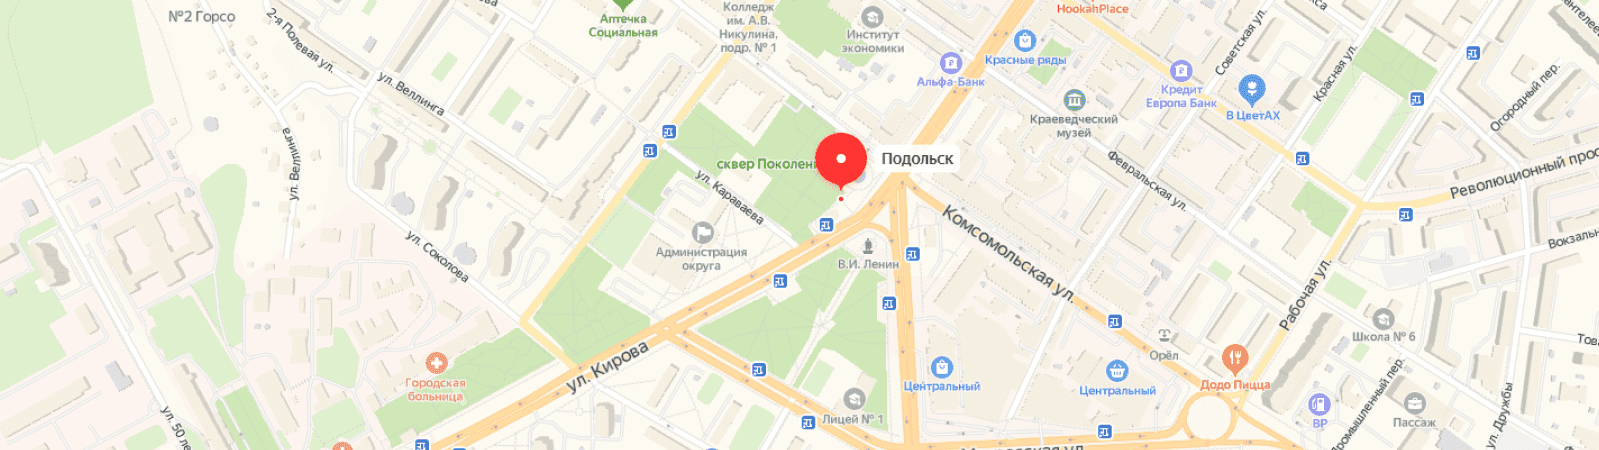 №2 Горсо
2-я Полевая ул.
ул. Веллинга
Аптечка
Социальная
Колледж
им. А.В.
Никулина,
подр. № 1
Институт
экономики
HookahPlace
Красные ряды
Альфа-Банк
Советская ул.
Кредит
Европа Банк
В ЦветАХ
Красная ул.
Огородный пер.
Краеведческий
музей
Февральская ул.
Революционный прос
Вокзальн
ул. Веллинга
сквер Поколен
Подольск
ул. Караваева
Администрация
округа
ул. Соколова
В.И. Ленин
Комсомольская ул.
Рабочая ул.
Школа № 6
Това
Орёл
Додо Пицца
Центральный
Центральный
Городская
больница
ул. Кирова
Лицей № 1
ВР
Промышленный пер.
Пассаж
ул. Дружбы
ул. 50 ле